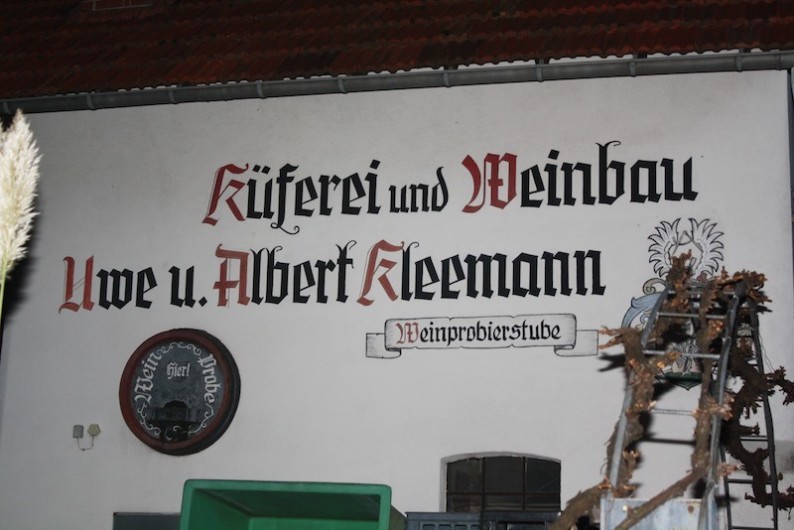 Küferei und Weinbau
Uwe u. Albert Kleemann
Weinprobierstube
Wein Probe
Hier!